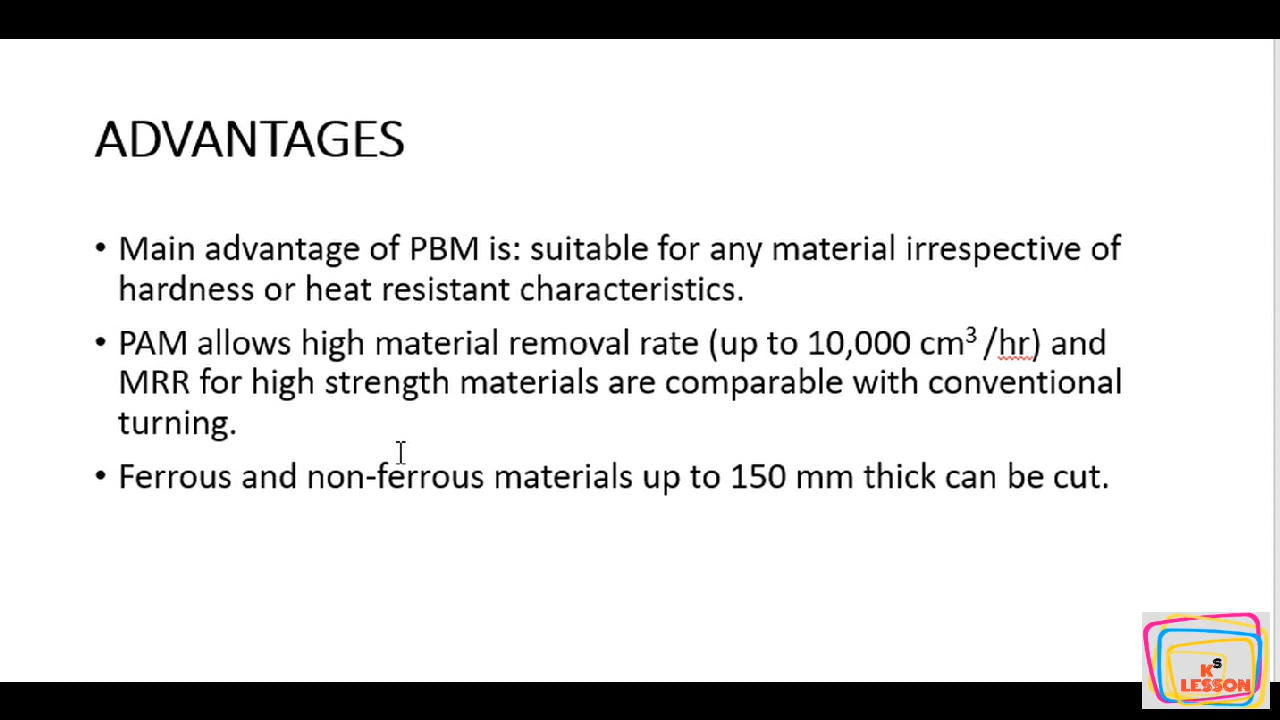 ADVANTAGES
• Main advantage of PBM is: suitable for any material irrespective of
hardness or heat resistant characteristics.
• PAM allows high material removal rate (up to 10,000 cm³ /hr) and
MRR for high strength materials are comparable with conventional
turning.
• Ferrous and non-ferrous materials up to 150 mm thick can be cut.
KS
LESSON